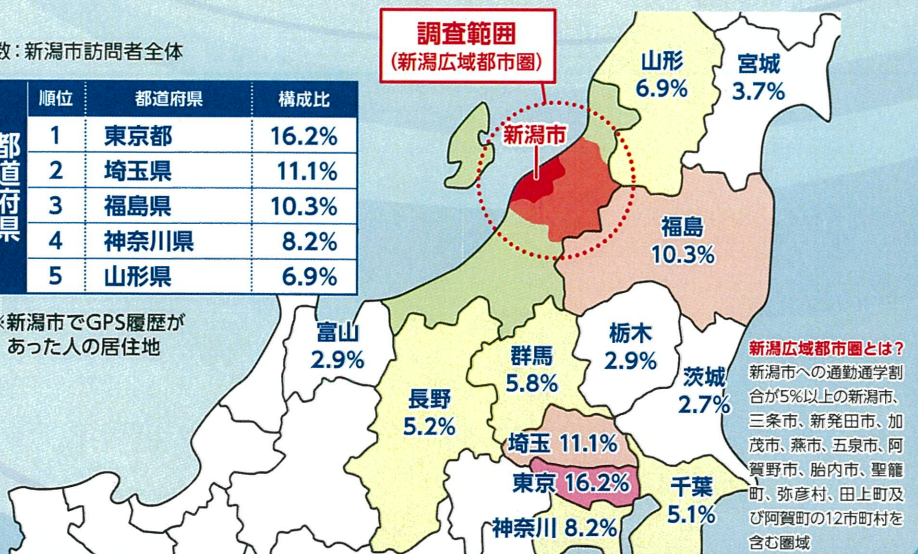 数：新潟市訪問者全体
都道府県
順位 都道府県 構成比
1 東京都 16.2%
2 埼玉県 11.1%
3 福島県 10.3%
4 神奈川県 8.2%
5 山形県 6.9%
※新潟市でGPS履歴が
あった人の居住地
調査範囲
(新潟広域都市圏)
新潟市
山形
6.9%
宮城
3.7%
福島
10.3%
富山
2.9%
長野
5.2%
群馬
5.8%
栃木
2.9%
茨城
2.7%
埼玉 11.1%
東京 16.2%
神奈川 8.2%
千葉
5.1%
新潟広域都市圏とは?
新潟市への通勤通学割
合が5%以上の新潟市、
三条市、新発田市、加
茂市、燕市、五泉市、阿
賀野市、胎内市、聖籠
町、弥彦村、田上町及
び阿賀町の12市町村を
含む圏域